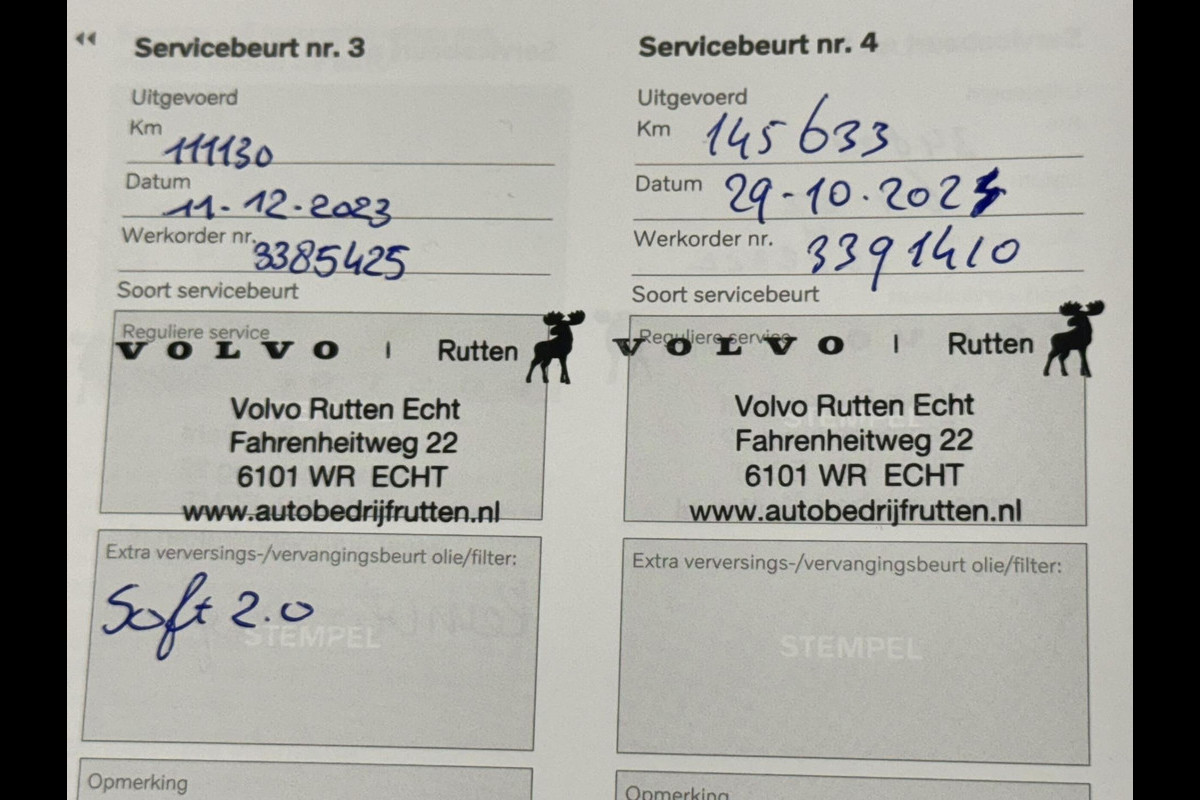 Servicebeurt nr. 3
Uitgevoerd
Km 111130
Datum 11-12-2023
Werkorder nr. 3385425
Soort servicebeurt
Reguliere service
VOLVO | Rutten
Volvo Rutten Echt
Fahrenheitweg 22
6101 WR ECHT
www.autobedrijfrutten.nl
Extra verversings-/vervangingsbeurt olie/filter:
Soft 2.0
STEMPEL
Opmerking
Servicebeurt nr. 4
Uitgevoerd
Km 145633
Datum
Werkorder nr. 3391410
Soort servicebeurt
Reguliere service
VOLVO | Rutten
STEMPEL
Volvo Rutten Echt
Fahrenheitweg 22
6101 WR ECHT
www.autobedrijfrutten.nl
Extra verversings-/vervangingsbeurt olie/filter:
STEMPEL
Opmerking